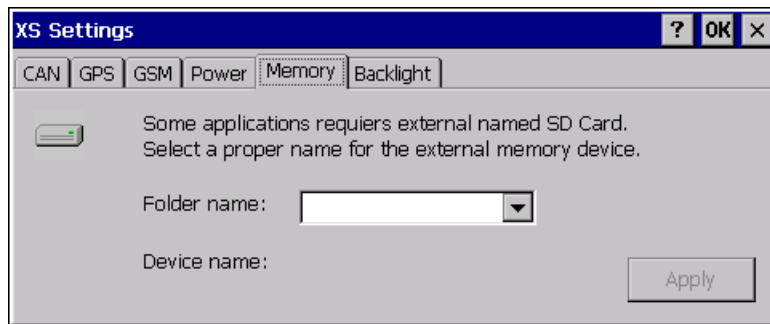 XS Settings ? OK ×
CAN GPS GSM Power Memory Backlight
Some applications requiers external named SD Card.
Select a proper name for the external memory device.
Folder name:
Device name:
Apply